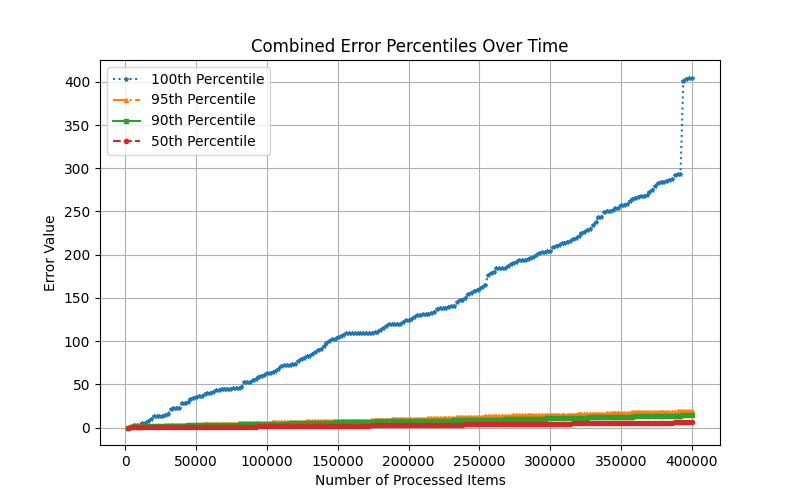 Combined Error Percentiles Over Time
100th Percentile
95th Percentile
90th Percentile
50th Percentile
Error Value
400
350
300
250
200
150
100
50
0
0 50000 100000 150000 200000 250000 300000 350000 400000
Number of Processed Items